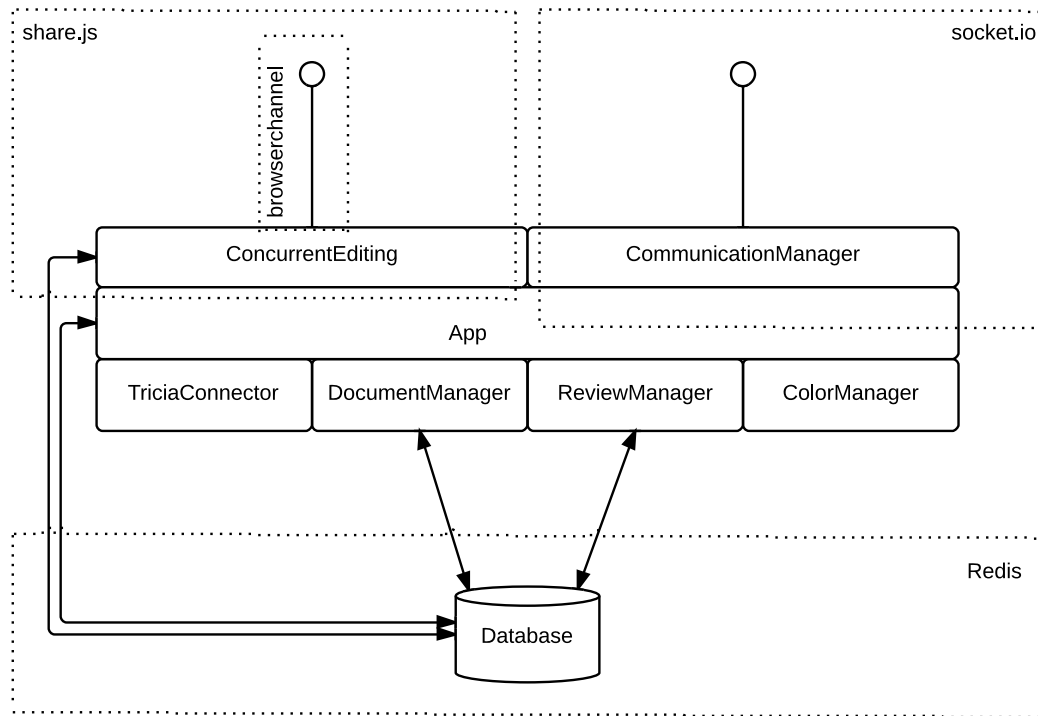 share.js
socket.io
browserchannel
ConcurrentEditing
CommunicationManager
App
TriciaConnector
DocumentManager
ReviewManager
ColorManager
Redis
Database